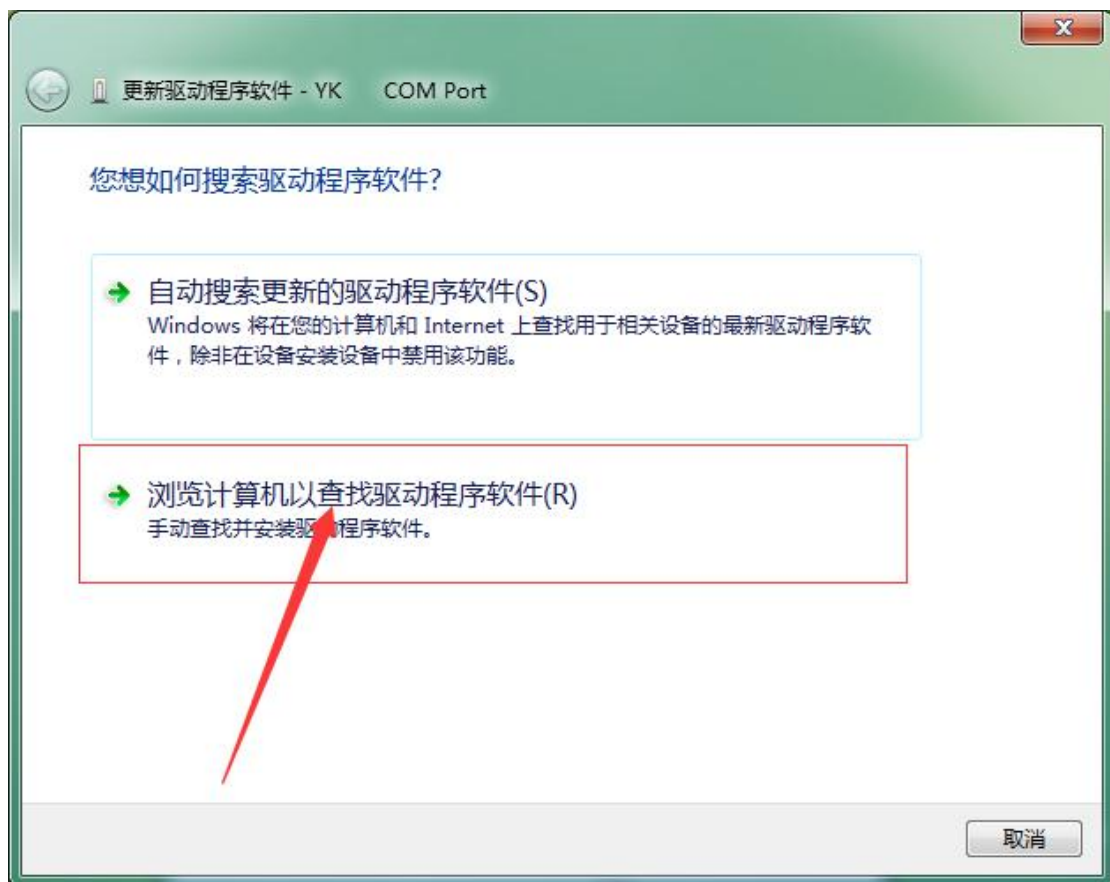 更新驱动程序软件 - YK COM Port
您想如何搜索驱动程序软件?
自动搜索更新的驱动程序软件(S)
Windows 将在您的计算机和 Internet 上查找用于相关设备的最新驱动程序软
件，除非在设备安装设备中禁用该功能。
浏览计算机以查找驱动程序软件(R)
手动查找并安装驱动程序软件。
取消